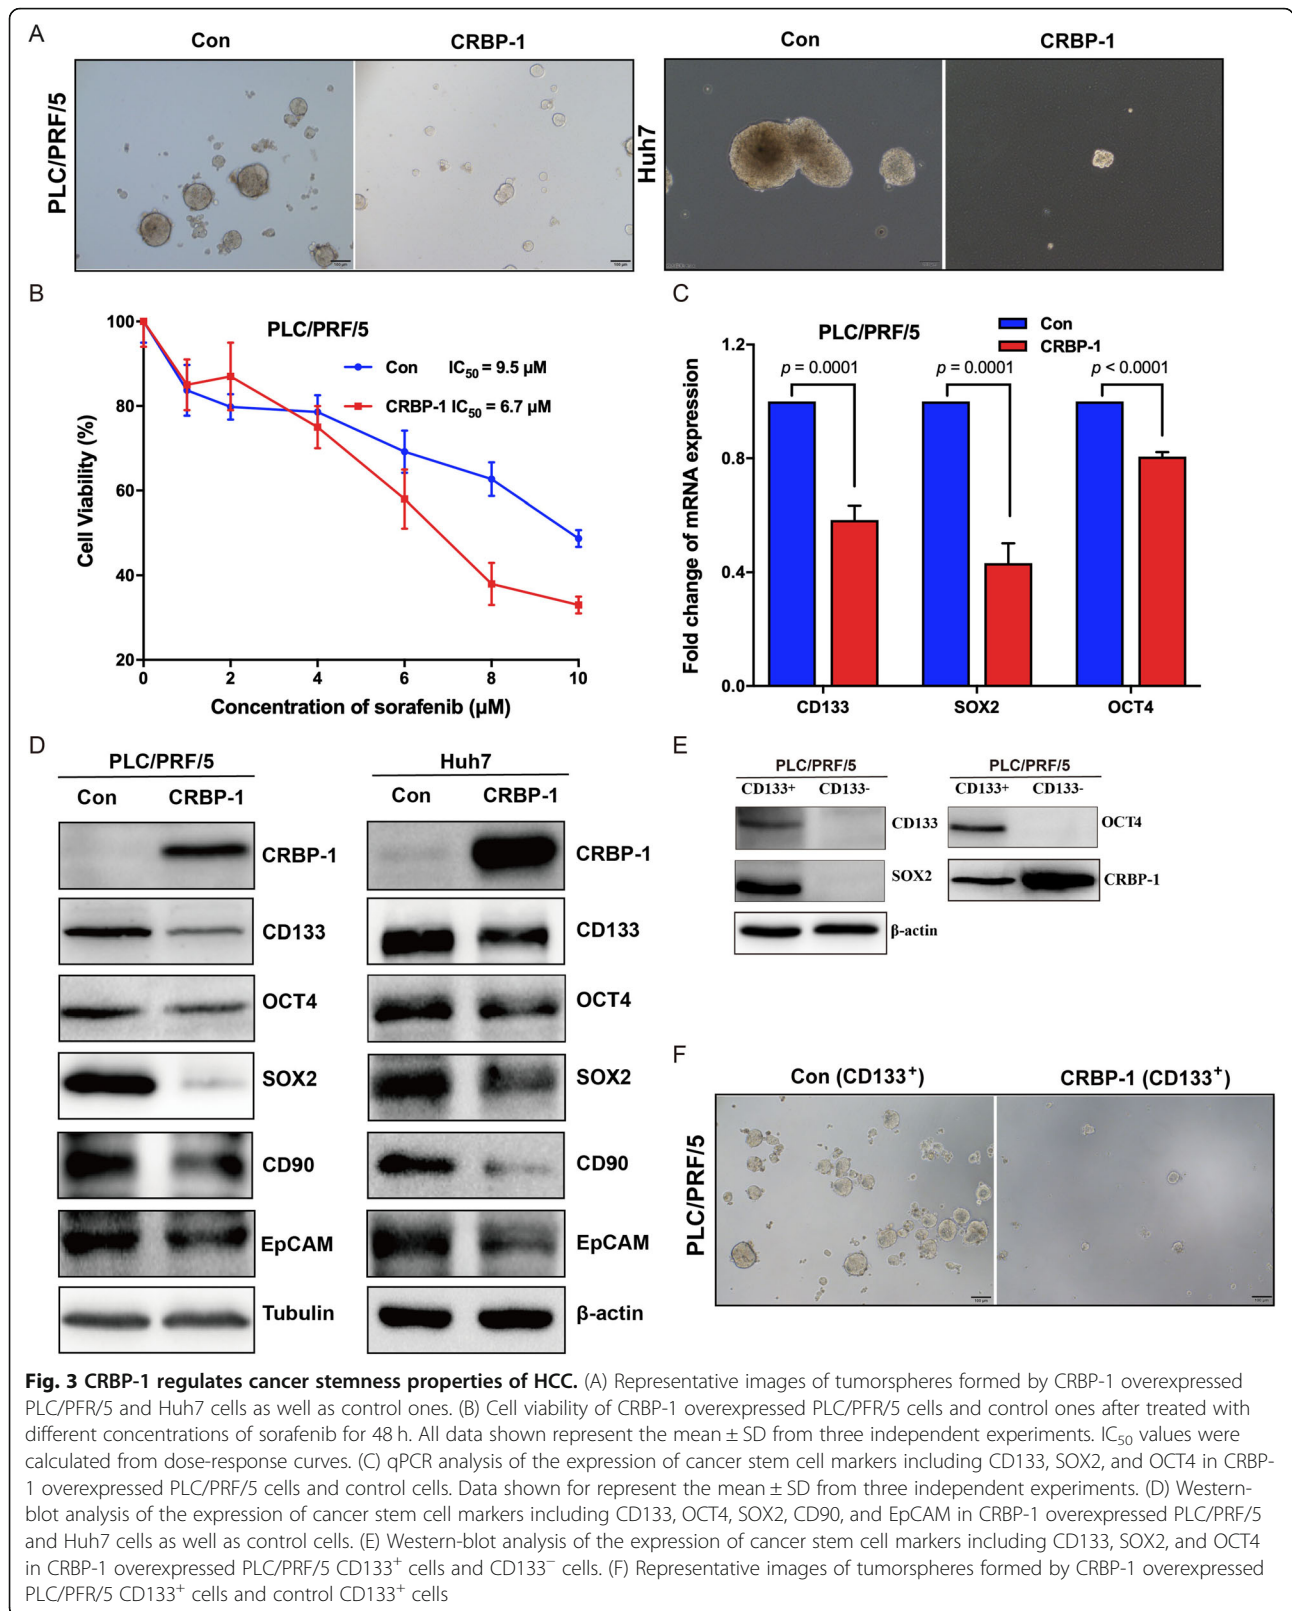 A
Con
CRBP-1
Con
CRBP-1
PLC/PRF/5
Huh7
100 μm
100 μm
B
PLC/PRF/5
Con IC50 = 9.5 μM
CRBP-1 IC50 = 6.7 μM
Cell Viability (%)
100
80
60
40
20
0
2
4
6
8
10
Concentration of sorafenib (μM)
C
PLC/PRF/5
Con
CRBP-1
Fold change of mRNA expression
1.2
0.8
0.4
0.0
p = 0.0001
p = 0.0001
p < 0.0001
CD133
SOX2
OCT4
D
PLC/PRF/5
Con
CRBP-1
CRBP-1
CD133
OCT4
SOX2
CD90
EpCAM
Tubulin
Huh7
Con
CRBP-1
CRBP-1
CD133
OCT4
SOX2
CD90
EpCAM
β-actin
E
PLC/PRF/5
CD133+ CD133-
CD133
SOX2
β-actin
PLC/PRF/5
CD133+ CD133-
OCT4
CRBP-1
F
Con (CD133+)
CRBP-1 (CD133+)
PLC/PRF/5
100 μm
100 μm
Fig. 3 CRBP-1 regulates cancer stemness properties of HCC. (A) Representative images of tumorspheres formed by CRBP-1 overexpressed
PLC/PFR/5 and Huh7 cells as well as control ones. (B) Cell viability of CRBP-1 overexpressed PLC/PFR/5 cells and control ones after treated with
different concentrations of sorafenib for 48 h. All data shown represent the mean ± SD from three independent experiments. IC50 values were
calculated from dose-response curves. (C) qPCR analysis of the expression of cancer stem cell markers including CD133, SOX2, and OCT4 in CRBP-
1 overexpressed PLC/PRF/5 cells and control cells. Data shown for represent the mean ± SD from three independent experiments. (D) Western-
blot analysis of the expression of cancer stem cell markers including CD133, OCT4, SOX2, CD90, and EpCAM in CRBP-1 overexpressed PLC/PRF/5
and Huh7 cells as well as control cells. (E) Western-blot analysis of the expression of cancer stem cell markers including CD133, SOX2, and OCT4
in CRBP-1 overexpressed PLC/PRF/5 CD133+ cells and CD133− cells. (F) Representative images of tumorspheres formed by CRBP-1 overexpressed
PLC/PFR/5 CD133+ cells and control CD133+ cells